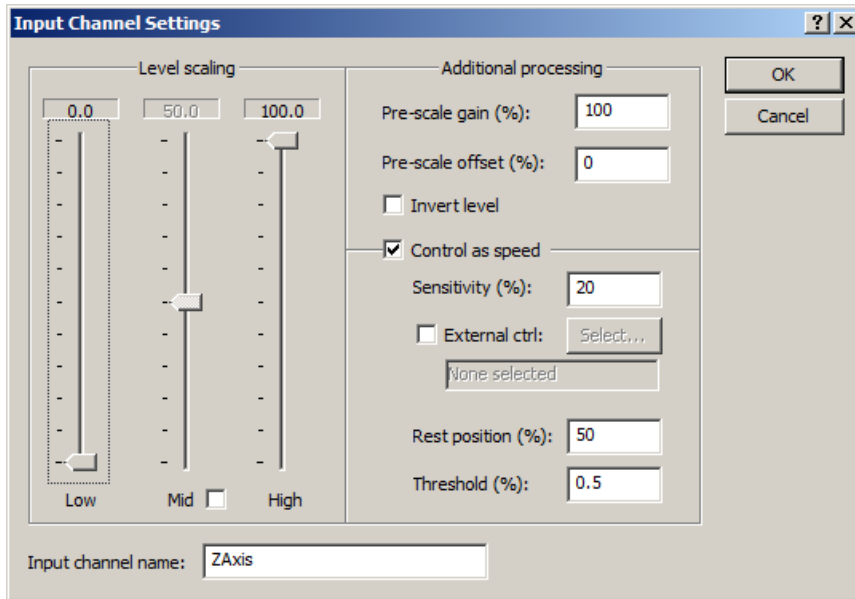 Input Channel Settings
Level scaling
0.0 50.0 100.0
Low Mid High
Additional processing
Pre-scale gain (%): 100
Pre-scale offset (%): 0
Invert level
Control as speed
Sensitivity (%): 20
External ctrl: Select...
None selected
Rest position (%): 50
Threshold (%): 0.5
OK
Cancel
Input channel name: ZAxis